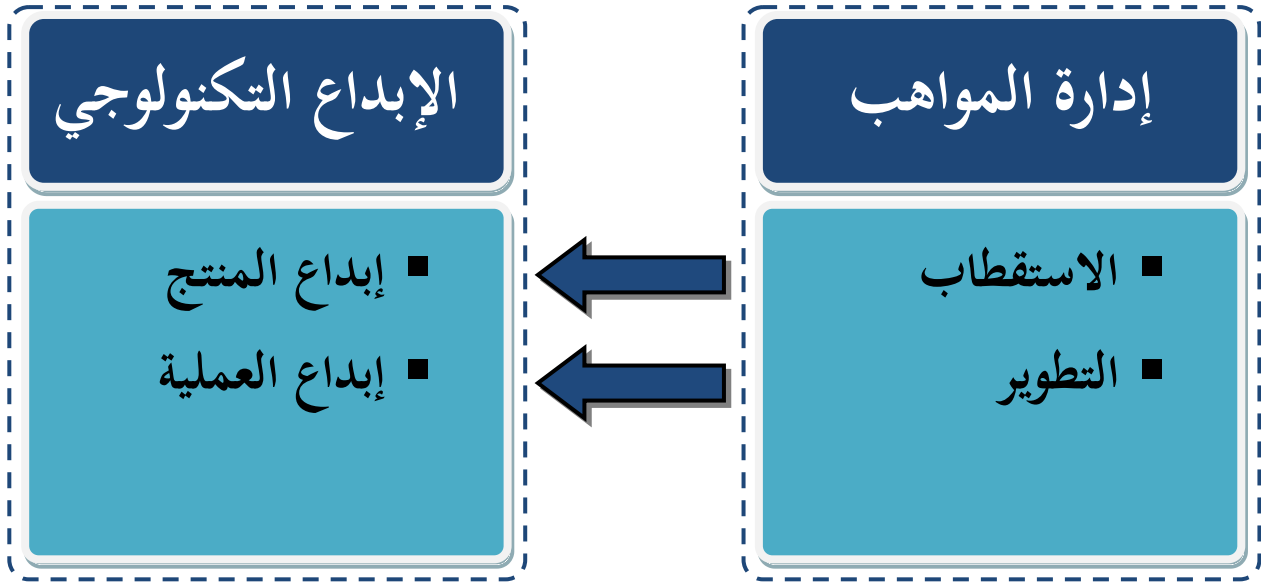 إدارة المواهب
▪ الاستقطاب
▪ التطوير
الإبداع التكنولوجي
▪ إبداع المنتج
▪ إبداع العملية